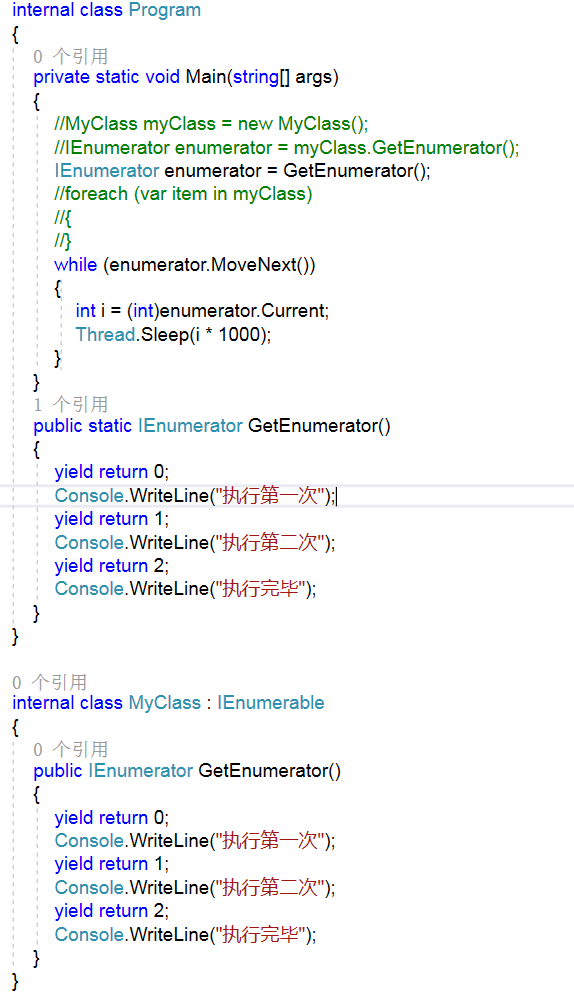 internal class Program
{
0 个引用
private static void Main(string[] args)
{
//MyClass myClass = new MyClass();
//IEnumerator enumerator = myClass.GetEnumerator();
IEnumerator enumerator = GetEnumerator();
//foreach (var item in myClass)
//{
//}
while (enumerator.MoveNext())
{
int i = (int)enumerator.Current;
Thread.Sleep(i * 1000);
}
}
1 个引用
public static IEnumerator GetEnumerator()
{
yield return 0;
Console.WriteLine("执行第一次");
yield return 1;
Console.WriteLine("执行第二次");
yield return 2;
Console.WriteLine("执行完毕");
}
}
0 个引用
internal class MyClass : IEnumerable
{
0 个引用
public IEnumerator GetEnumerator()
{
yield return 0;
Console.WriteLine("执行第一次");
yield return 1;
Console.WriteLine("执行第二次");
yield return 2;
Console.WriteLine("执行完毕");
}
}